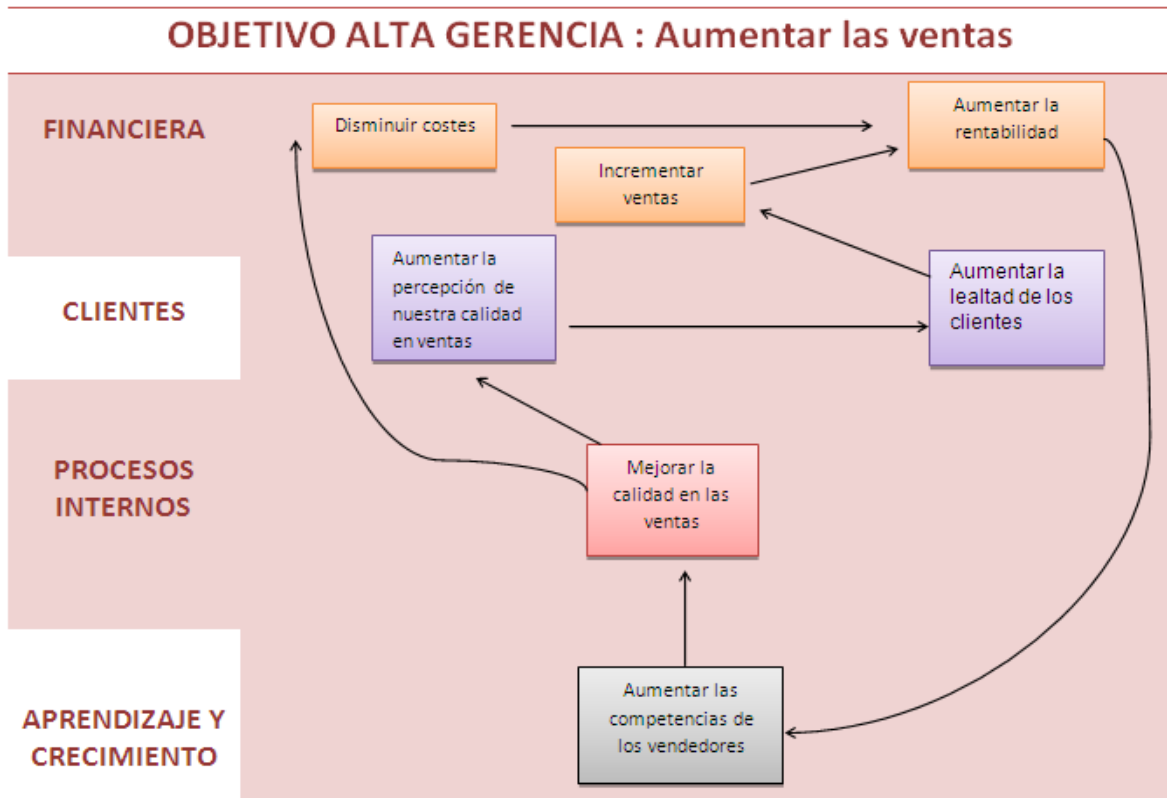 OBJETIVO ALTA GERENCIA : Aumentar las ventas
FINANCIERA
Disminuir costes
Aumentar la
rentabilidad
Incrementar
ventas
CLIENTES
Aumentar la
percepción de
nuestra calidad
en ventas
Aumentar la
lealtad de los
clientes
PROCESOS
INTERNOS
Mejorar la
calidad en las
ventas
APRENDIZAJE Y
CRECIMIENTO
Aumentar las
competencias de
los vendedores